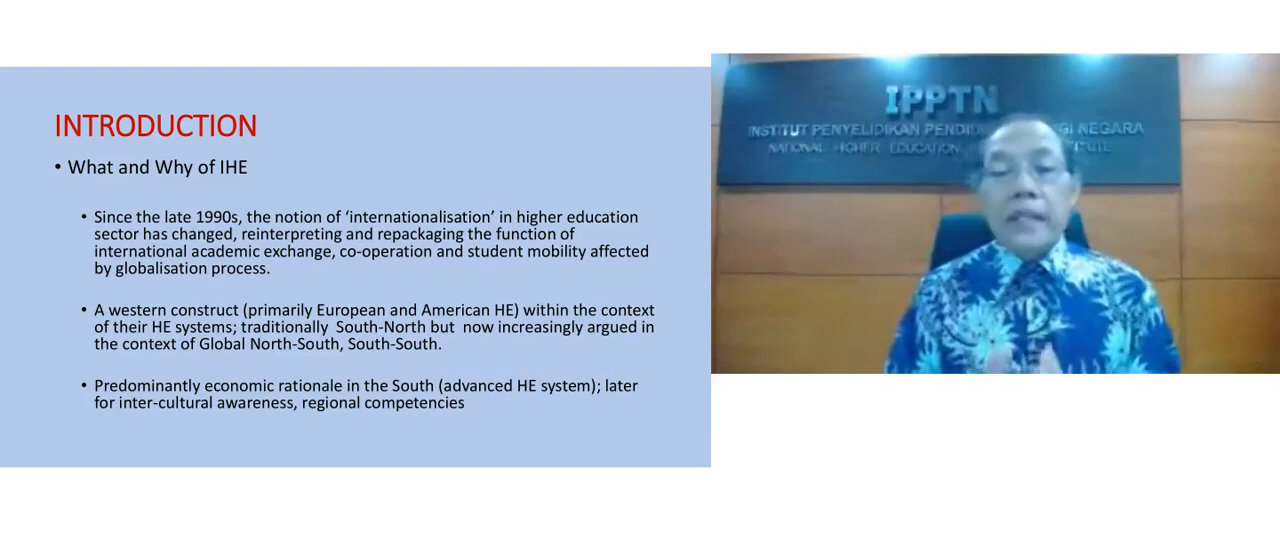 INTRODUCTION
• What and Why of IHE
• Since the late 1990s, the notion of ‘internationalisation’ in higher education
sector has changed, reinterpreting and repackaging the function of
international academic exchange, co-operation and student mobility affected
by globalisation process.
• A western construct (primarily European and American HE) within the context
of their HE systems; traditionally South-North but now increasingly argued in
the context of Global North-South, South-South.
• Predominantly economic rationale in the South (advanced HE system); later
for inter-cultural awareness, regional competencies
IPPTN
INSTITUT PENYELIDIKAN NEGARA
NATIONAL HIGHER EDUCATION